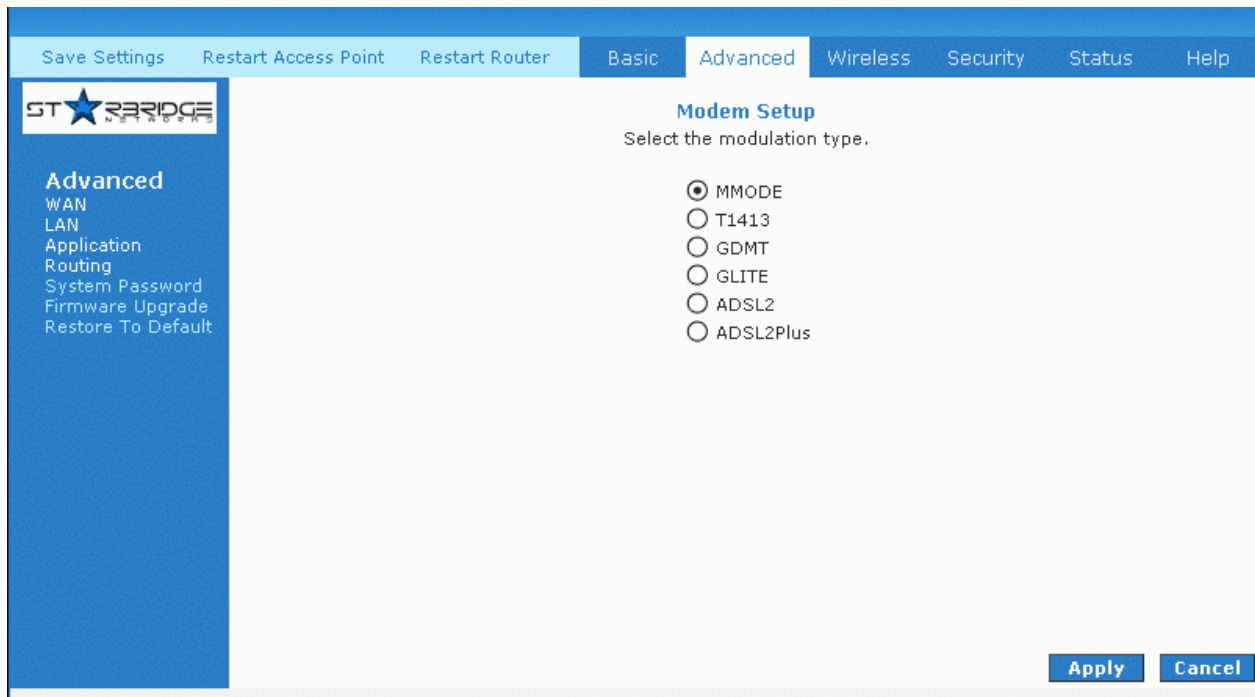 Save Settings Restart Access Point Restart Router Basic Advanced Wireless Security Status Help
STARBRIDGE
NETWORKS
Advanced
WAN
LAN
Application
Routing
System Password
Firmware Upgrade
Restore To Default
Modem Setup
Select the modulation type.
MMODE
T1413
GDMT
GLITE
ADSL2
ADSL2Plus
Apply Cancel